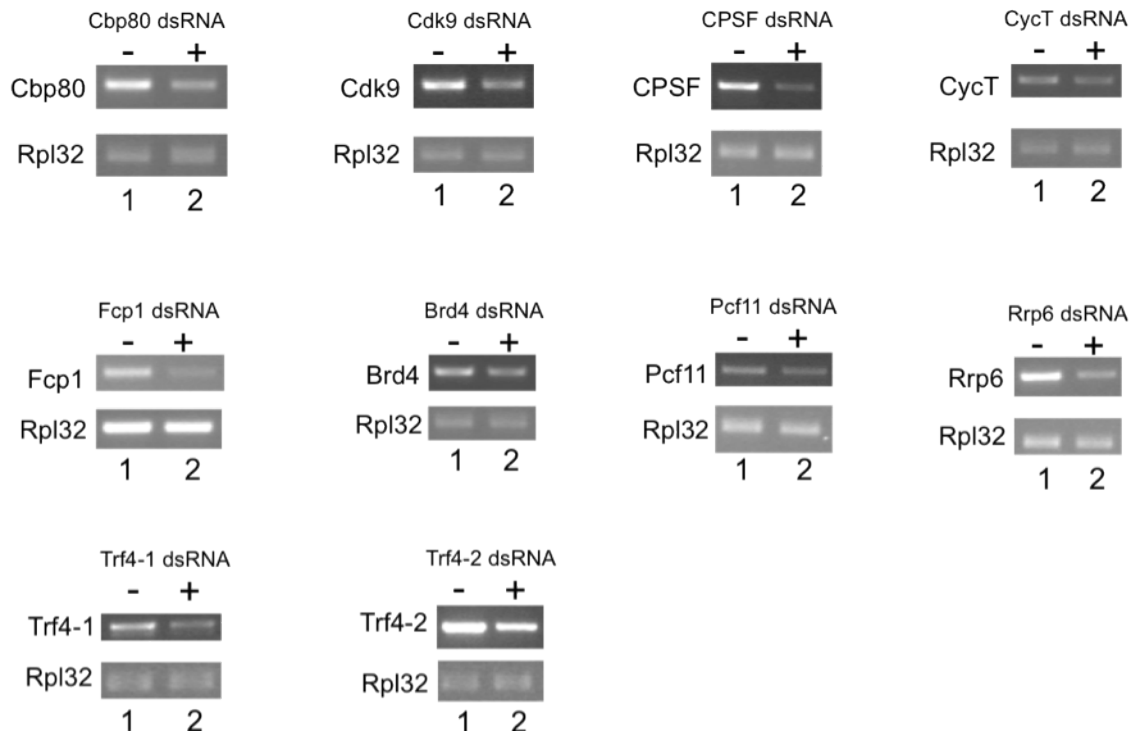 Cbp80 dsRNA
- +
Cbp80
Rpl32
1 2
Cdk9 dsRNA
- +
Cdk9
Rpl32
1 2
CPSF dsRNA
- +
CPSF
Rpl32
1 2
CycT dsRNA
- +
CycT
Rpl32
1 2
Fcp1 dsRNA
- +
Fcp1
Rpl32
1 2
Brd4 dsRNA
- +
Brd4
Rpl32
1 2
Pcf11 dsRNA
- +
Pcf11
Rpl32
1 2
Rrp6 dsRNA
- +
Rrp6
Rpl32
1 2
Trf4-1 dsRNA
- +
Trf4-1
Rpl32
1 2
Trf4-2 dsRNA
- +
Trf4-2
Rpl32
1 2